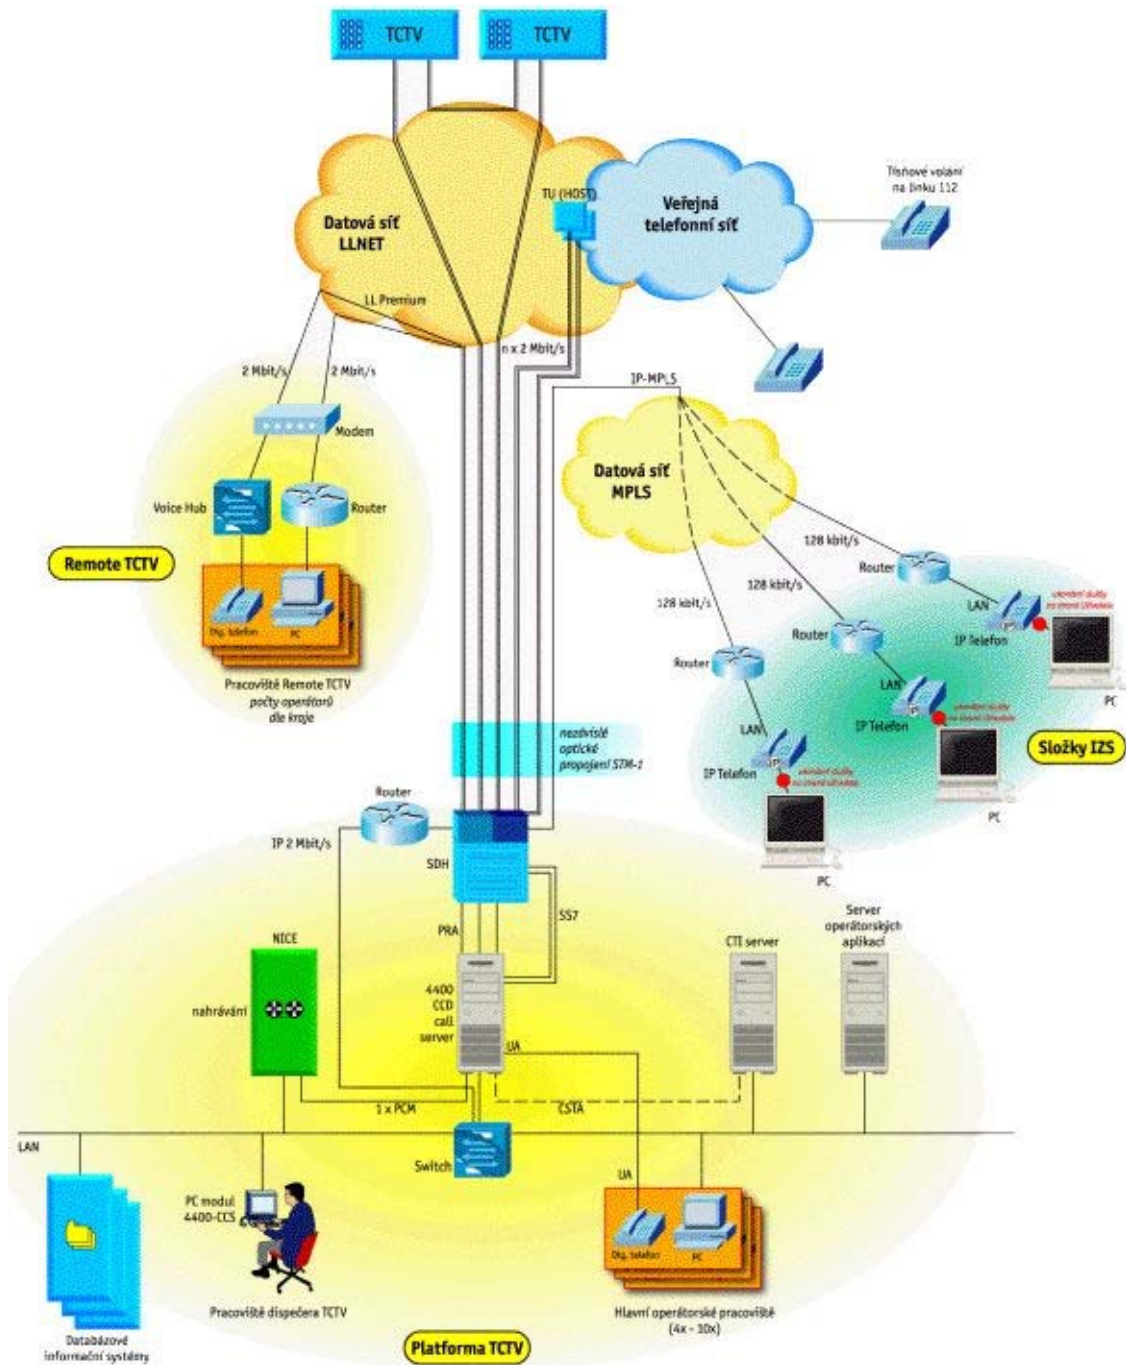 TCTV
TCTV
Tísňové volání
na linku 112
TU (HOST)
Veřejná
telefonní síť
Datová síť
LLNET
LL Premium
n x 2 Mbit/s
2 Mbit/s
2 Mbit/s
IP-MPLS
Modem
Datová síť
MPLS
Voice Hub
Router
128 kbit/s
128 kbit/s
128 kbit/s
Router
Remote TCTV
LAN
IP Telefon
Dig. telefon
PC
Router
Router
PC
Pracoviště Remote TCTV
počty operátorů
dle kraje
LAN
IP
IP Telefon
Složky IZS
PC
LAN
IP
IP Telefon
PC
nezávislé
optické
propojení STM-1
Router
IP 2 Mbit/s
SDH
SS7
PRA
NICE
nahrávání
4400
CCD
call
server
CTI server
Server
operátorských
aplikací
UA
1 x PCM
CSTA
LAN
Switch
UA
PC modul
4400-CCS
Dig. telefon
PC
Pracoviště dispečera TCTV
Hlavní operátorské pracoviště
(4x - 10x)
Databázové
informační systémy
Platforma TCTV